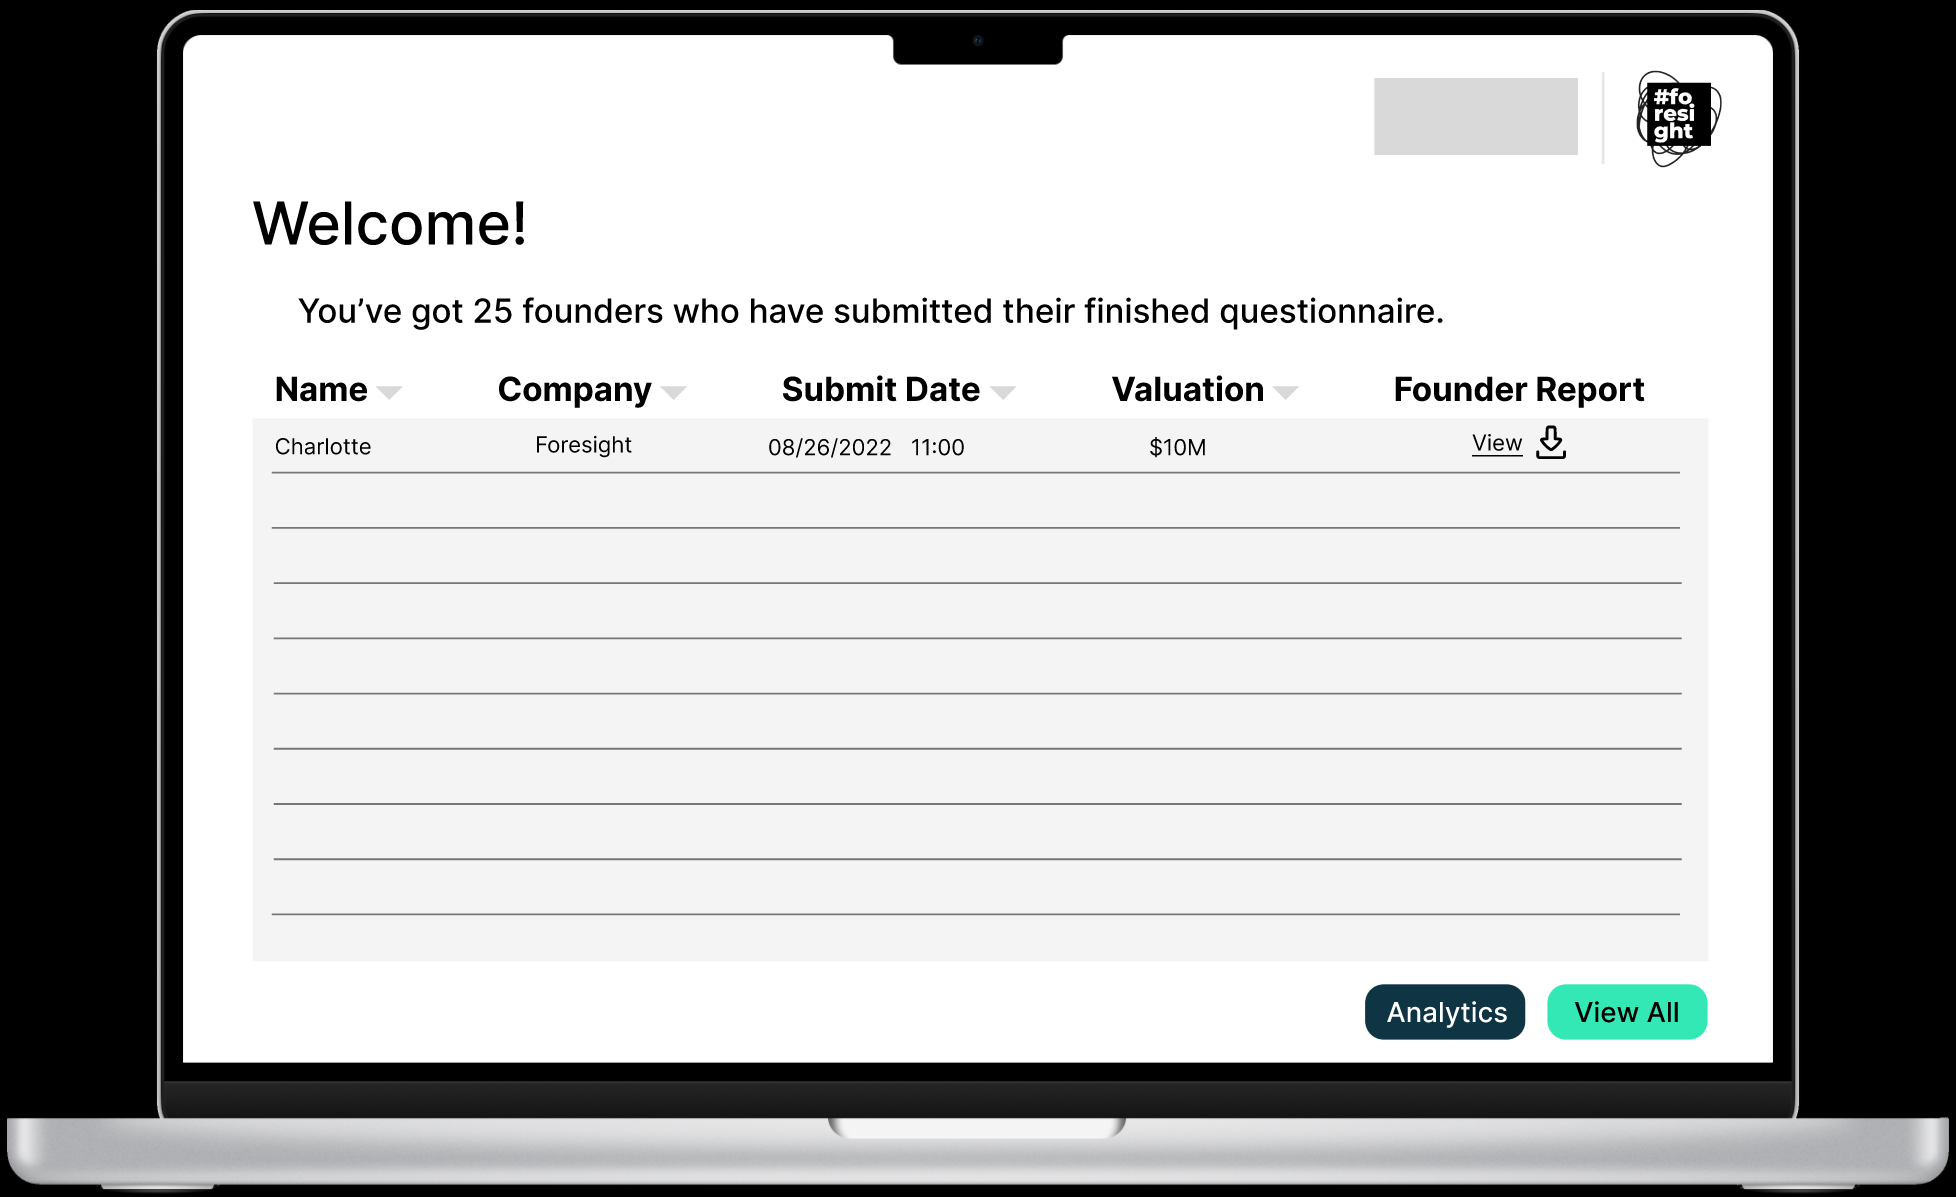 #fo
resi
ght
Welcome!
You’ve got 25 founders who have submitted their finished questionnaire.
Name Company Submit Date Valuation Founder Report
Charlotte Foresight 08/26/2022 11:00 $10M View
Analytics View All